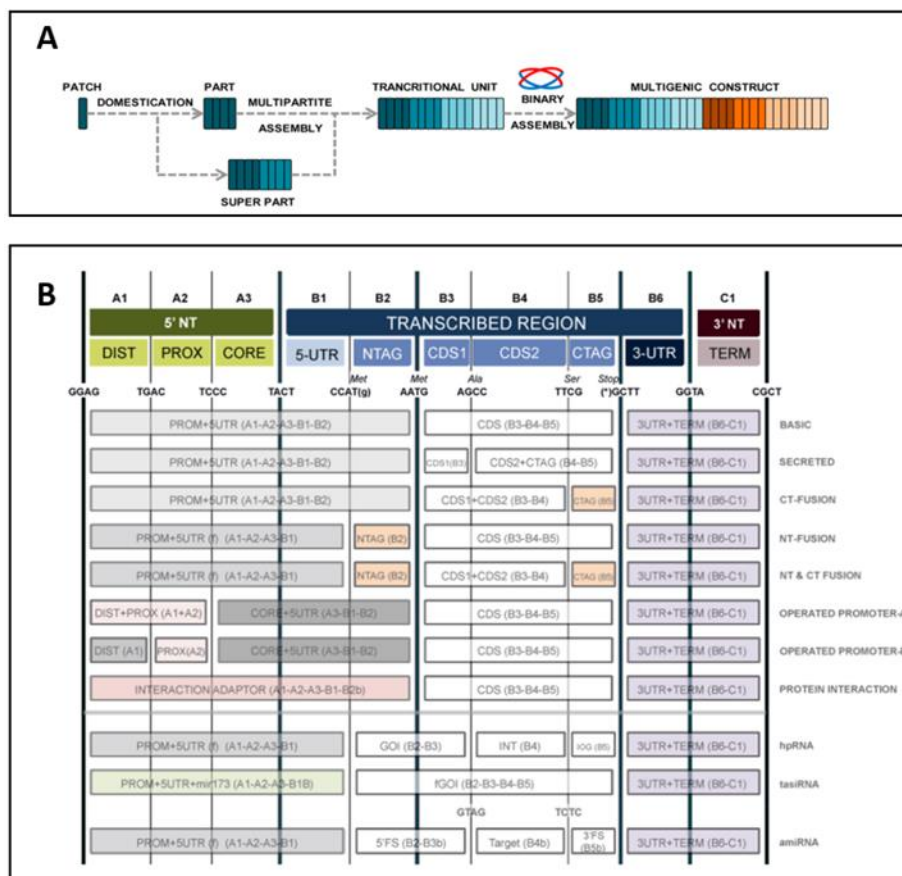 A
PATCH
PART
TRANCRITIONAL UNIT
MULTIGENIC CONSTRUCT
DOMESTICATION
MULTIPARTITE
ASSEMBLY
BINARY
ASSEMBLY
SUPER PART
B
A1 A2 A3 B1 B2 B3 B4 B5 B6 C1
5' NT TRANSCRIBED REGION 3' NT
DIST PROX CORE 5-UTR NTAG CDS1 CDS2 CTAG 3-UTR TERM
Met Met Ala Ser Stop
GGAG TGAC TCCC TACT CCAT(g) AATG AGCC TTCG (*)GCTT GGTA CGCT
PROM+5UTR (A1-A2-A3-B1-B2) CDS (B3-B4-B5) 3UTR+TERM (B6-C1) BASIC
PROM+5UTR (A1-A2-A3-B1-B2) CDS1(B3) CDS2+CTAG (B4-B5) 3UTR+TERM (B6-C1) SECRETED
PROM+5UTR (A1-A2-A3-B1-B2) CDS1+CDS2 (B3-B4) CTAG (B5) 3UTR+TERM (B6-C1) CT-FUSION
PROM+5UTR (f) (A1-A2-A3-B1) NTAG (B2) CDS (B3-B4-B5) 3UTR+TERM (B6-C1) NT-FUSION
PROM+5UTR (f) (A1-A2-A3-B1) NTAG (B2) CDS1+CDS2 (B3-B4) CTAG (B5) 3UTR+TERM (B6-C1) NT & CT FUSION
DIST+PROX (A1+A2) CORE+5UTR (A3-B1-B2) CDS (B3-B4-B5) 3UTR+TERM (B6-C1) OPERATED PROMOTER-
DIST (A1) PROX(A2) CORE+5UTR (A3-B1-B2) CDS (B3-B4-B5) 3UTR+TERM (B6-C1) OPERATED PROMOTER-
INTERACTION ADAPTOR (A1-A2-A3-B1-B2b) CDS (B3-B4-B5) 3UTR+TERM (B6-C1) PROTEIN INTERACTION
PROM+5UTR (f) (A1-A2-A3-B1) GOI (B2-B3) INT (B4) IOG (B5) 3UTR+TERM (B6-C1) hpRNA
PROM+5UTR+mir173 (A1-A2-A3-B1B) fGOI (B2-B3-B4-B5) 3UTR+TERM (B6-C1) tasiRNA
GTAG TCTC
PROM+5UTR (f) (A1-A2-A3-B1) 5'FS (B2-B3b) Target (B4b) 3'FS (B5b) 3UTR+TERM (B6-C1) amiRNA